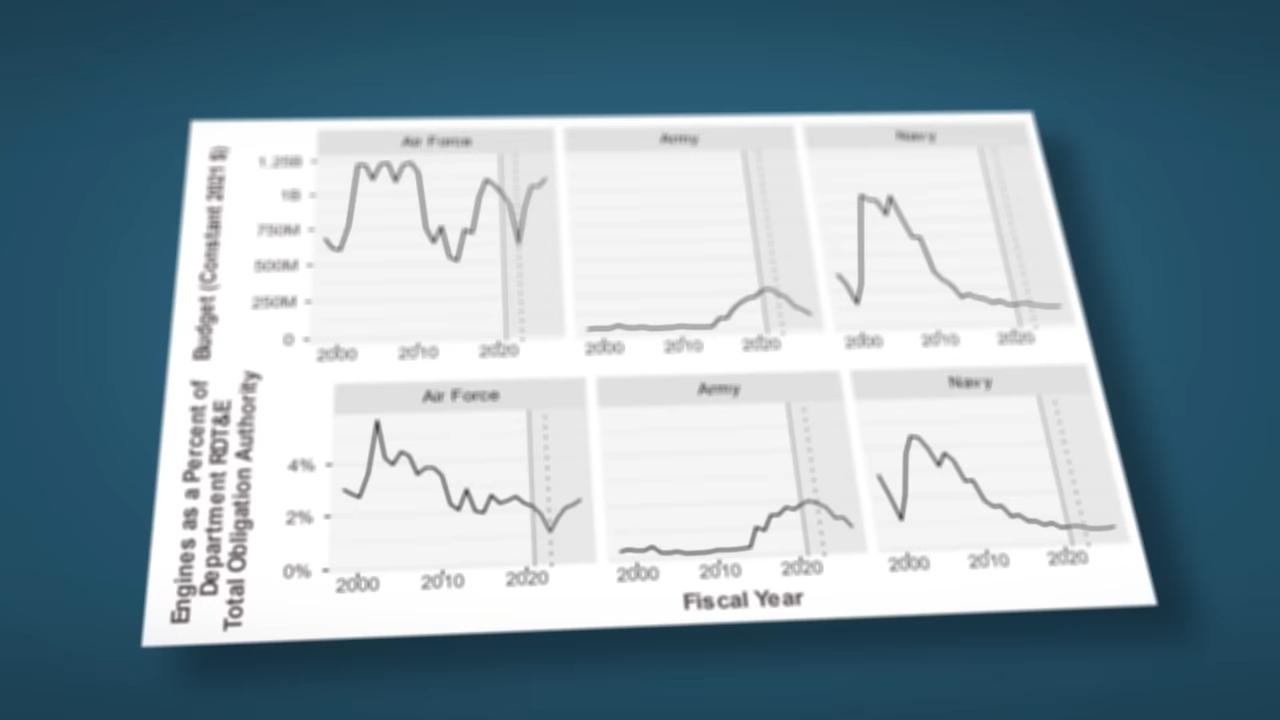 Budget (Constant 2021 $)
Air Force
Army
Navy
1.25B
1B
750M
500M
250M
0
2000 2010 2020
2000 2010 2020
2000 2010 2020
Engines as a Percent of
Department RDT&E
Total Obligation Authority
Air Force
Army
Navy
4%
2%
0%
2000 2010 2020
2000 2010 2020
2000 2010 2020
Fiscal Year